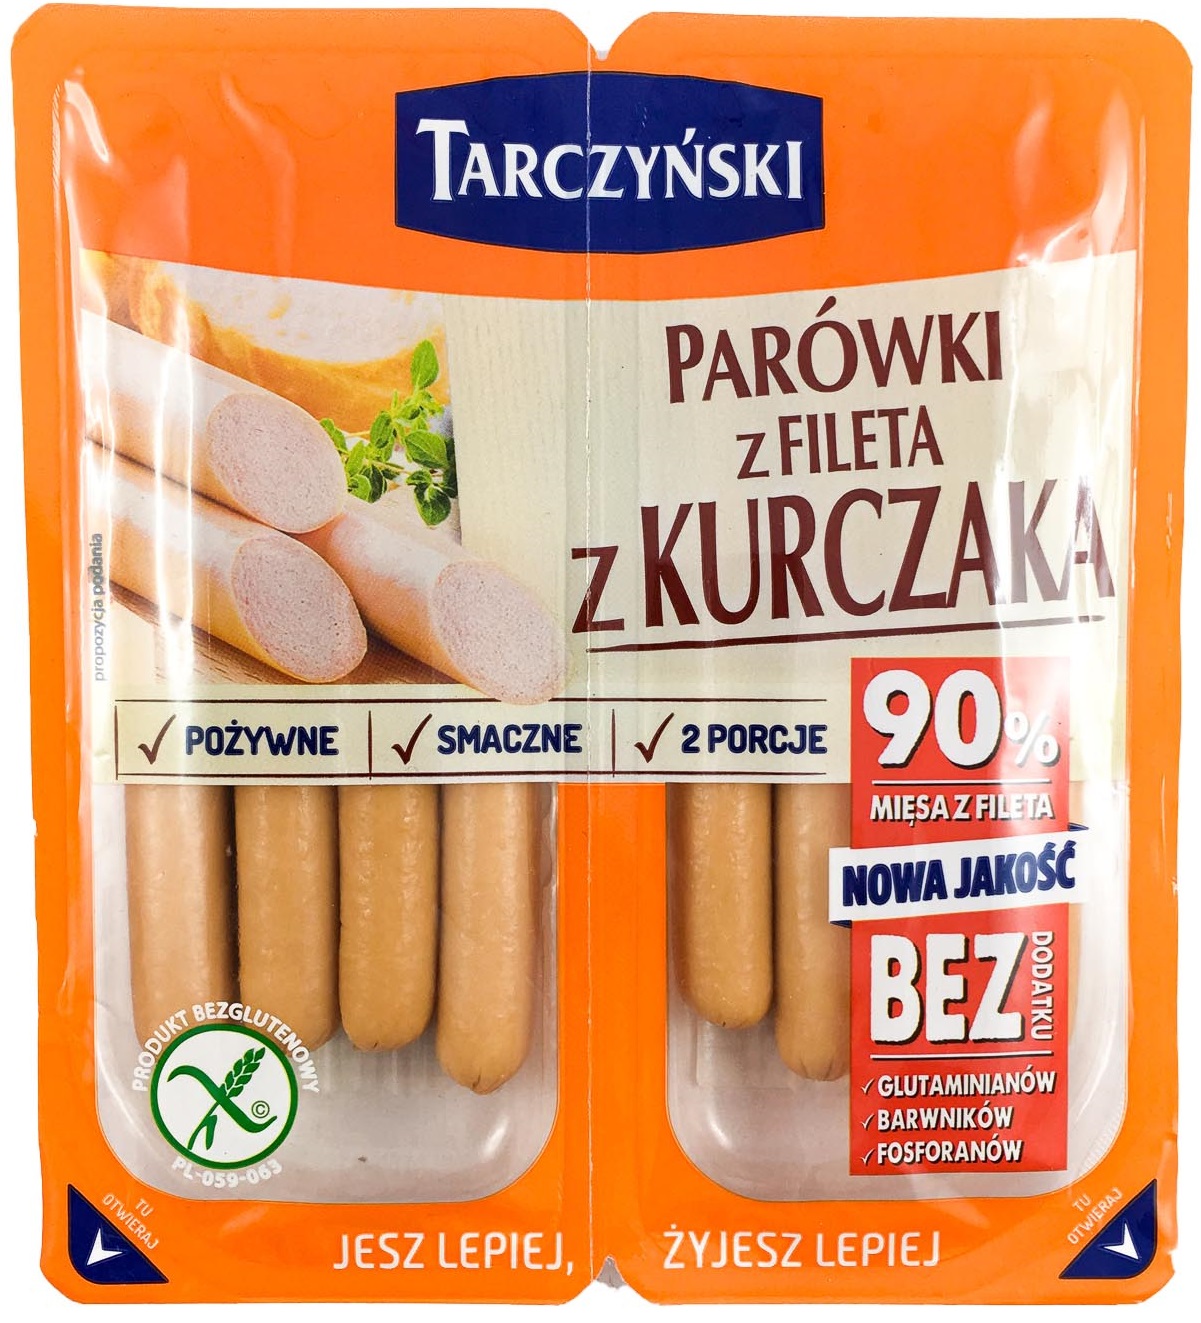 TARCZYŃSKI
PARÓWKI
Z FILETA
Z KURCZAKA
propozycja podania
POŻYWNE
SMACZNE
2 PORCJE
90%
MIĘSA Z FILETA
NOWA JAKOŚĆ
BEZ
DODATKU
GLUTAMINIANÓW
BARWNIKÓW
FOSFORANÓW
PRODUKT BEZGLUTENOWY
©
PL-059-063
TU
OTWIERAJ
JESZ LEPIEJ, ŻYJESZ LEPIEJ
TU
OTWIERAJ